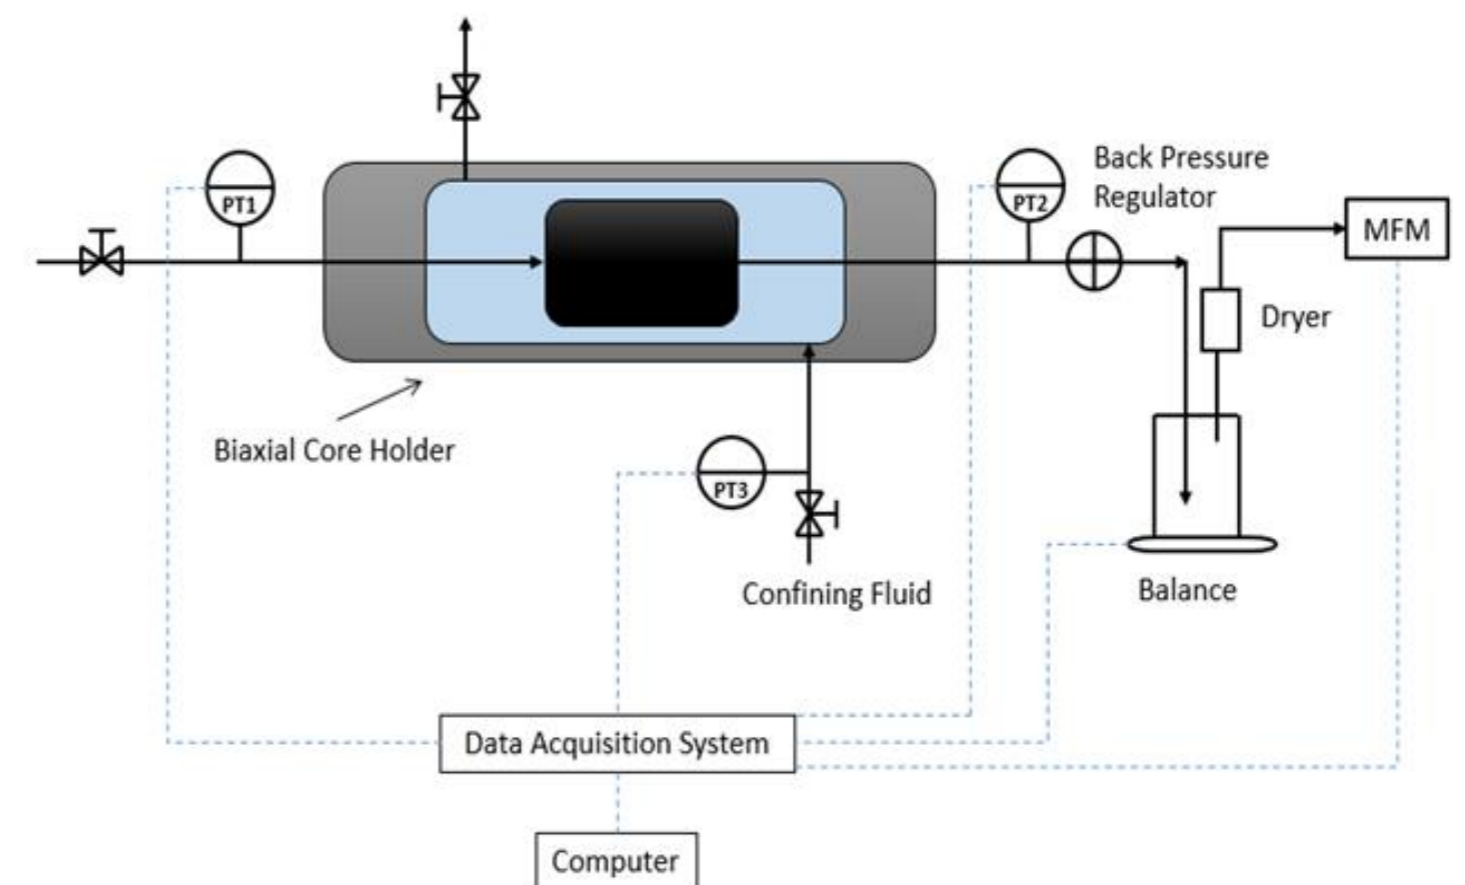 Back Pressure
Regulator
PT1
PT2
MFM
Dryer
Biaxial Core Holder
PT3
Confining Fluid
Balance
Data Acquisition System
Computer